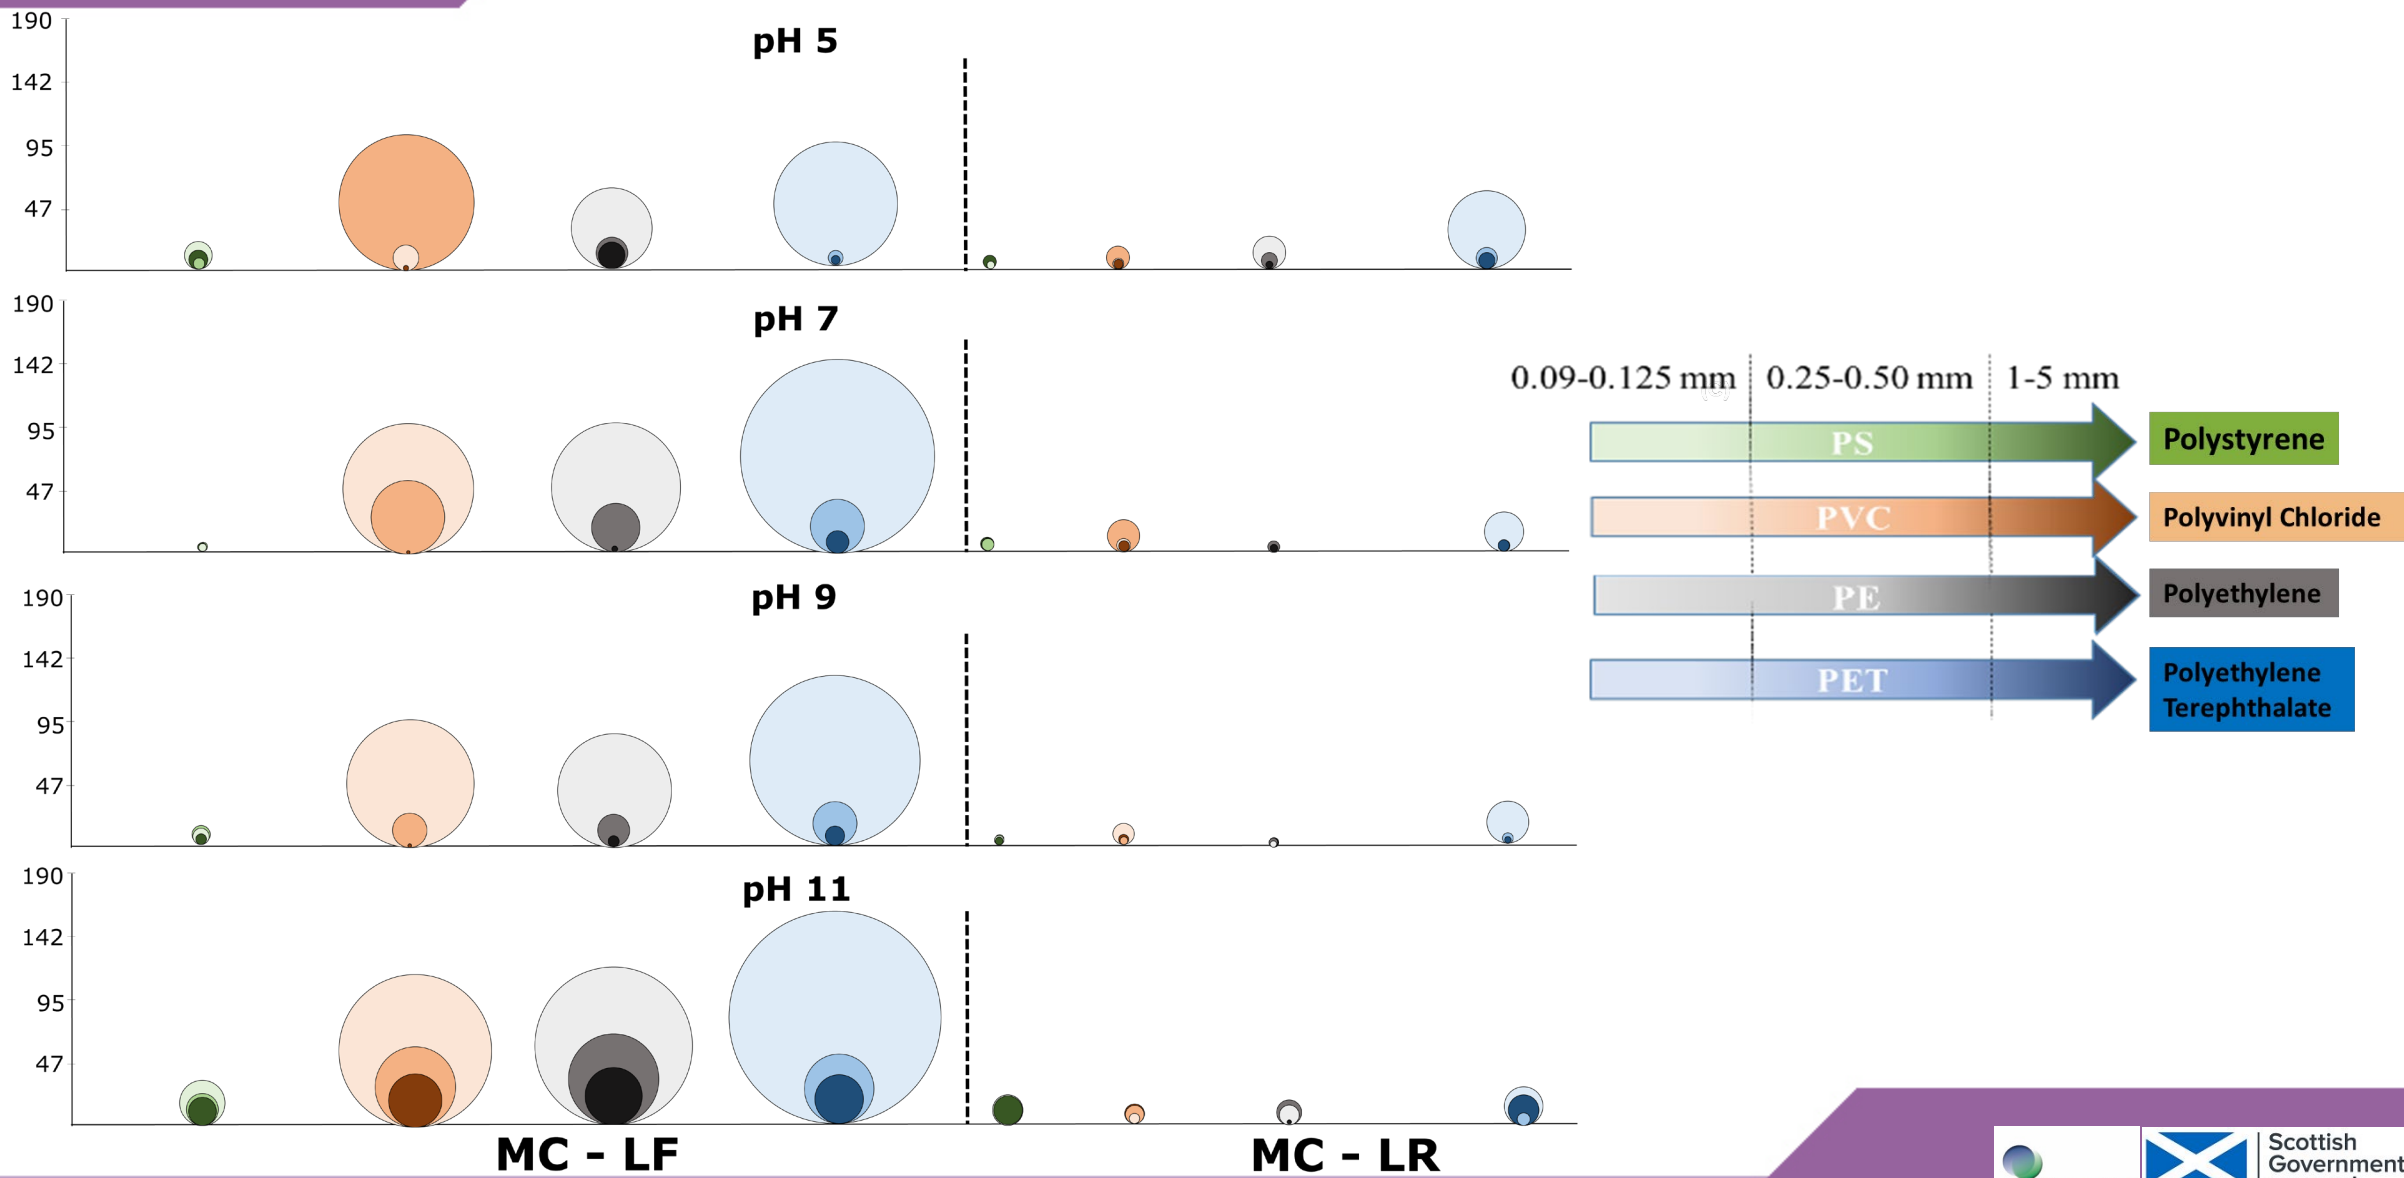 pH 5
190
142
95
47
pH 7
190
142
95
47
pH 9
190
142
95
47
pH 11
190
142
95
47
MC - LF
MC - LR
0.09-0.125 mm
0.25-0.50 mm
1-5 mm
PS
Polystyrene
PVC
Polyvinyl Chloride
PE
Polyethylene
PET
Polyethylene
Terephthalate
Scottish
Government